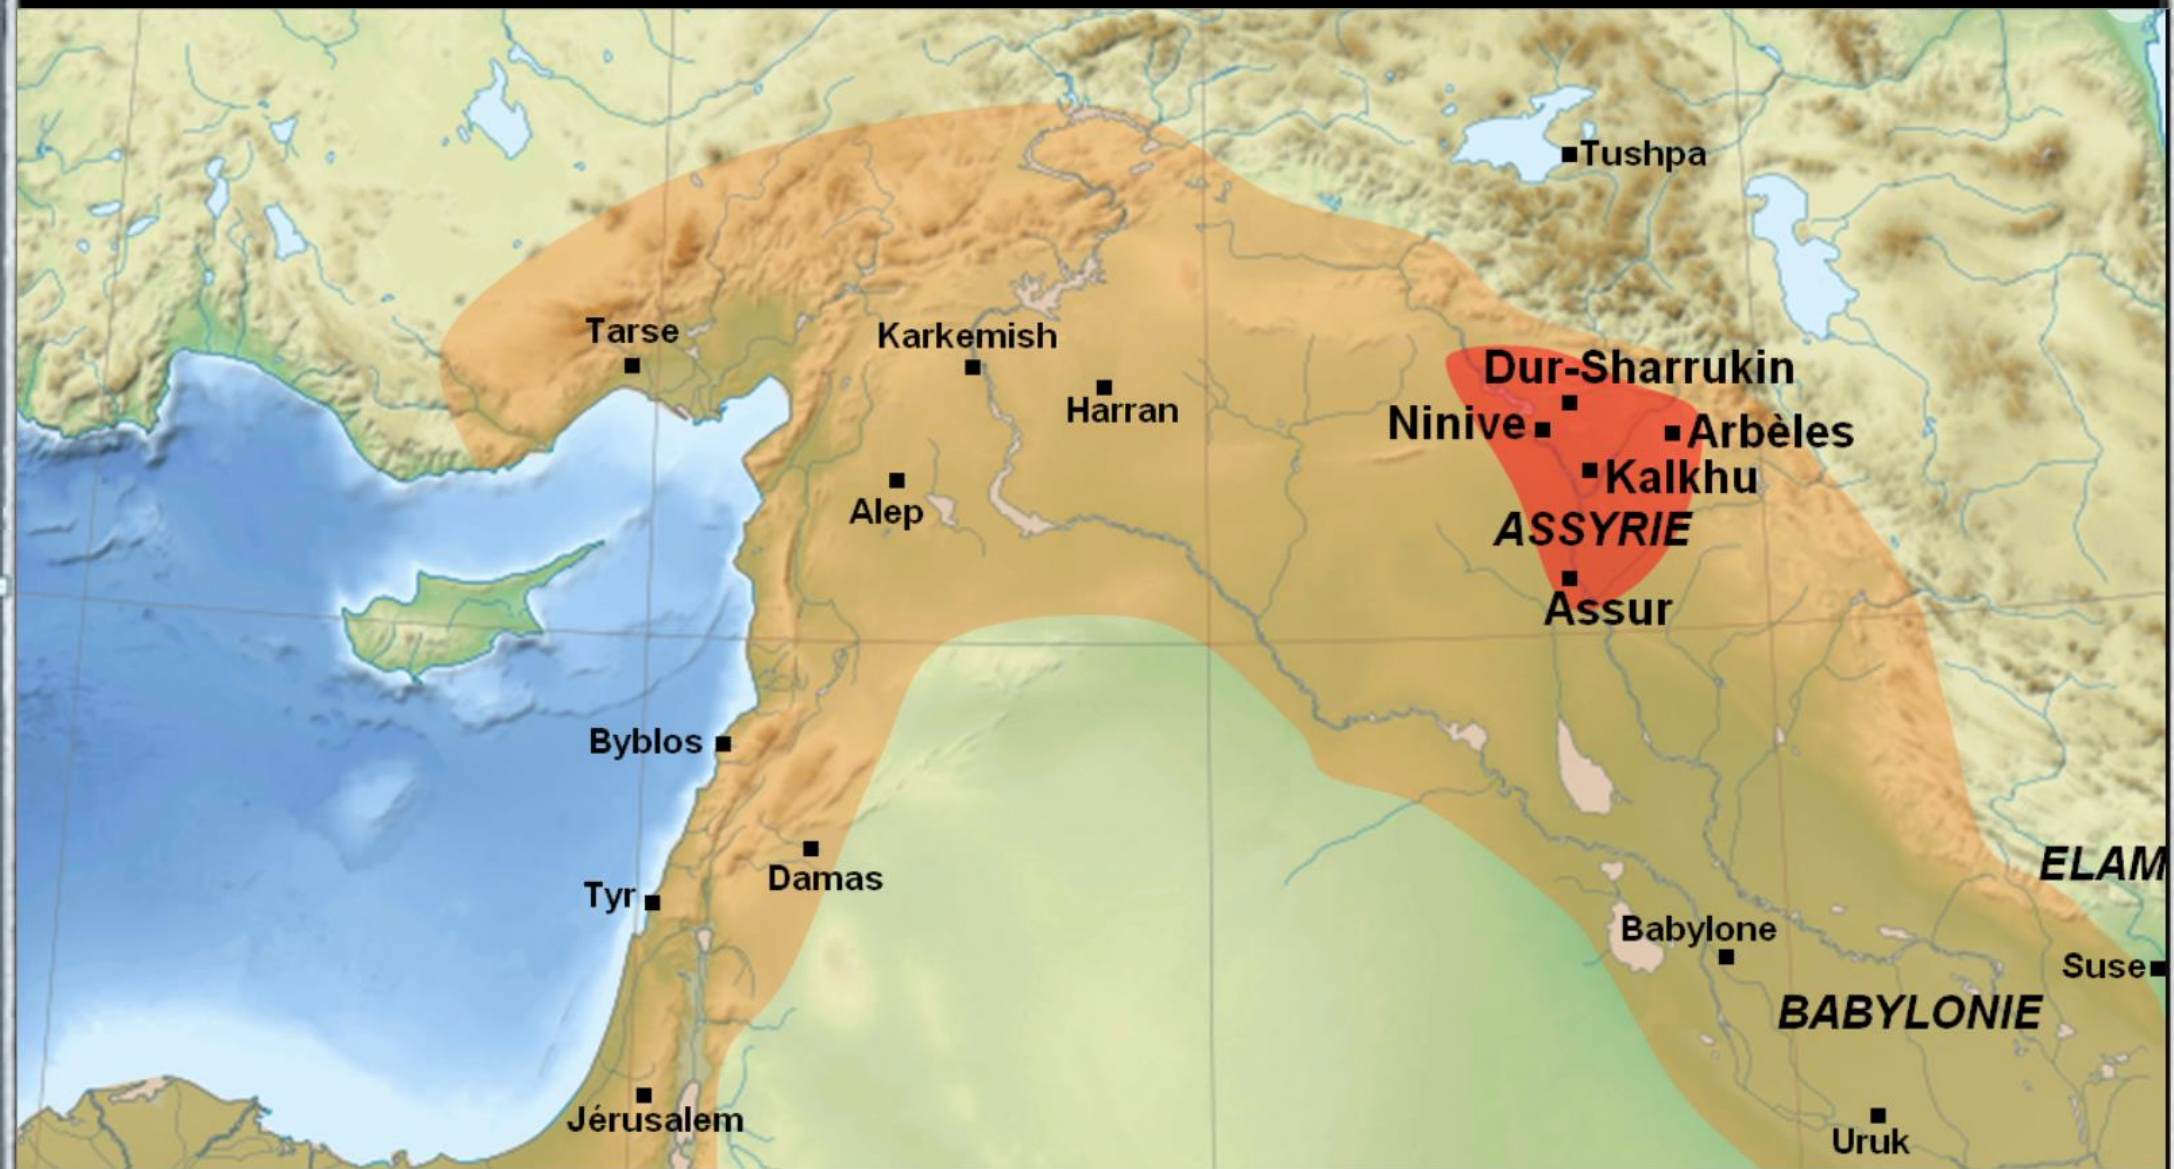 Tushpa
Tarse
Karkemish
Harran
Dur-Sharrukin
Ninive
Arbèles
Kalkhu
Alep
ASSYRIE
Assur
Byblos
Damas
ELAM
Tyr
Babylone
Suse
BABYLONIE
Jérusalem
Uruk